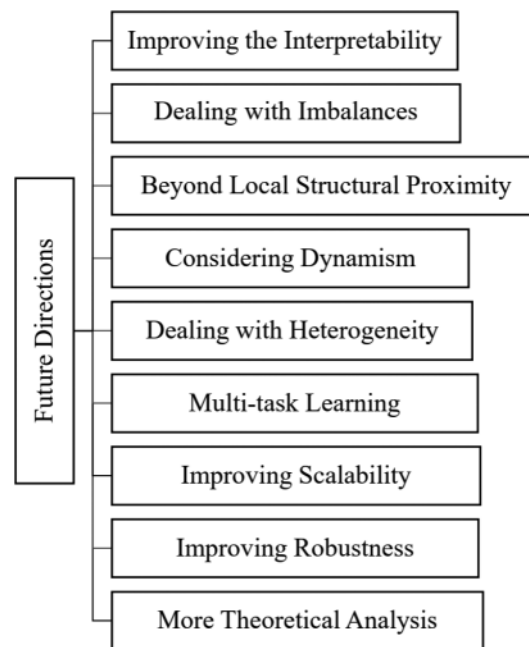 Future Directions
Improving the Interpretability
Dealing with Imbalances
Beyond Local Structural Proximity
Considering Dynamism
Dealing with Heterogeneity
Multi-task Learning
Improving Scalability
Improving Robustness
More Theoretical Analysis